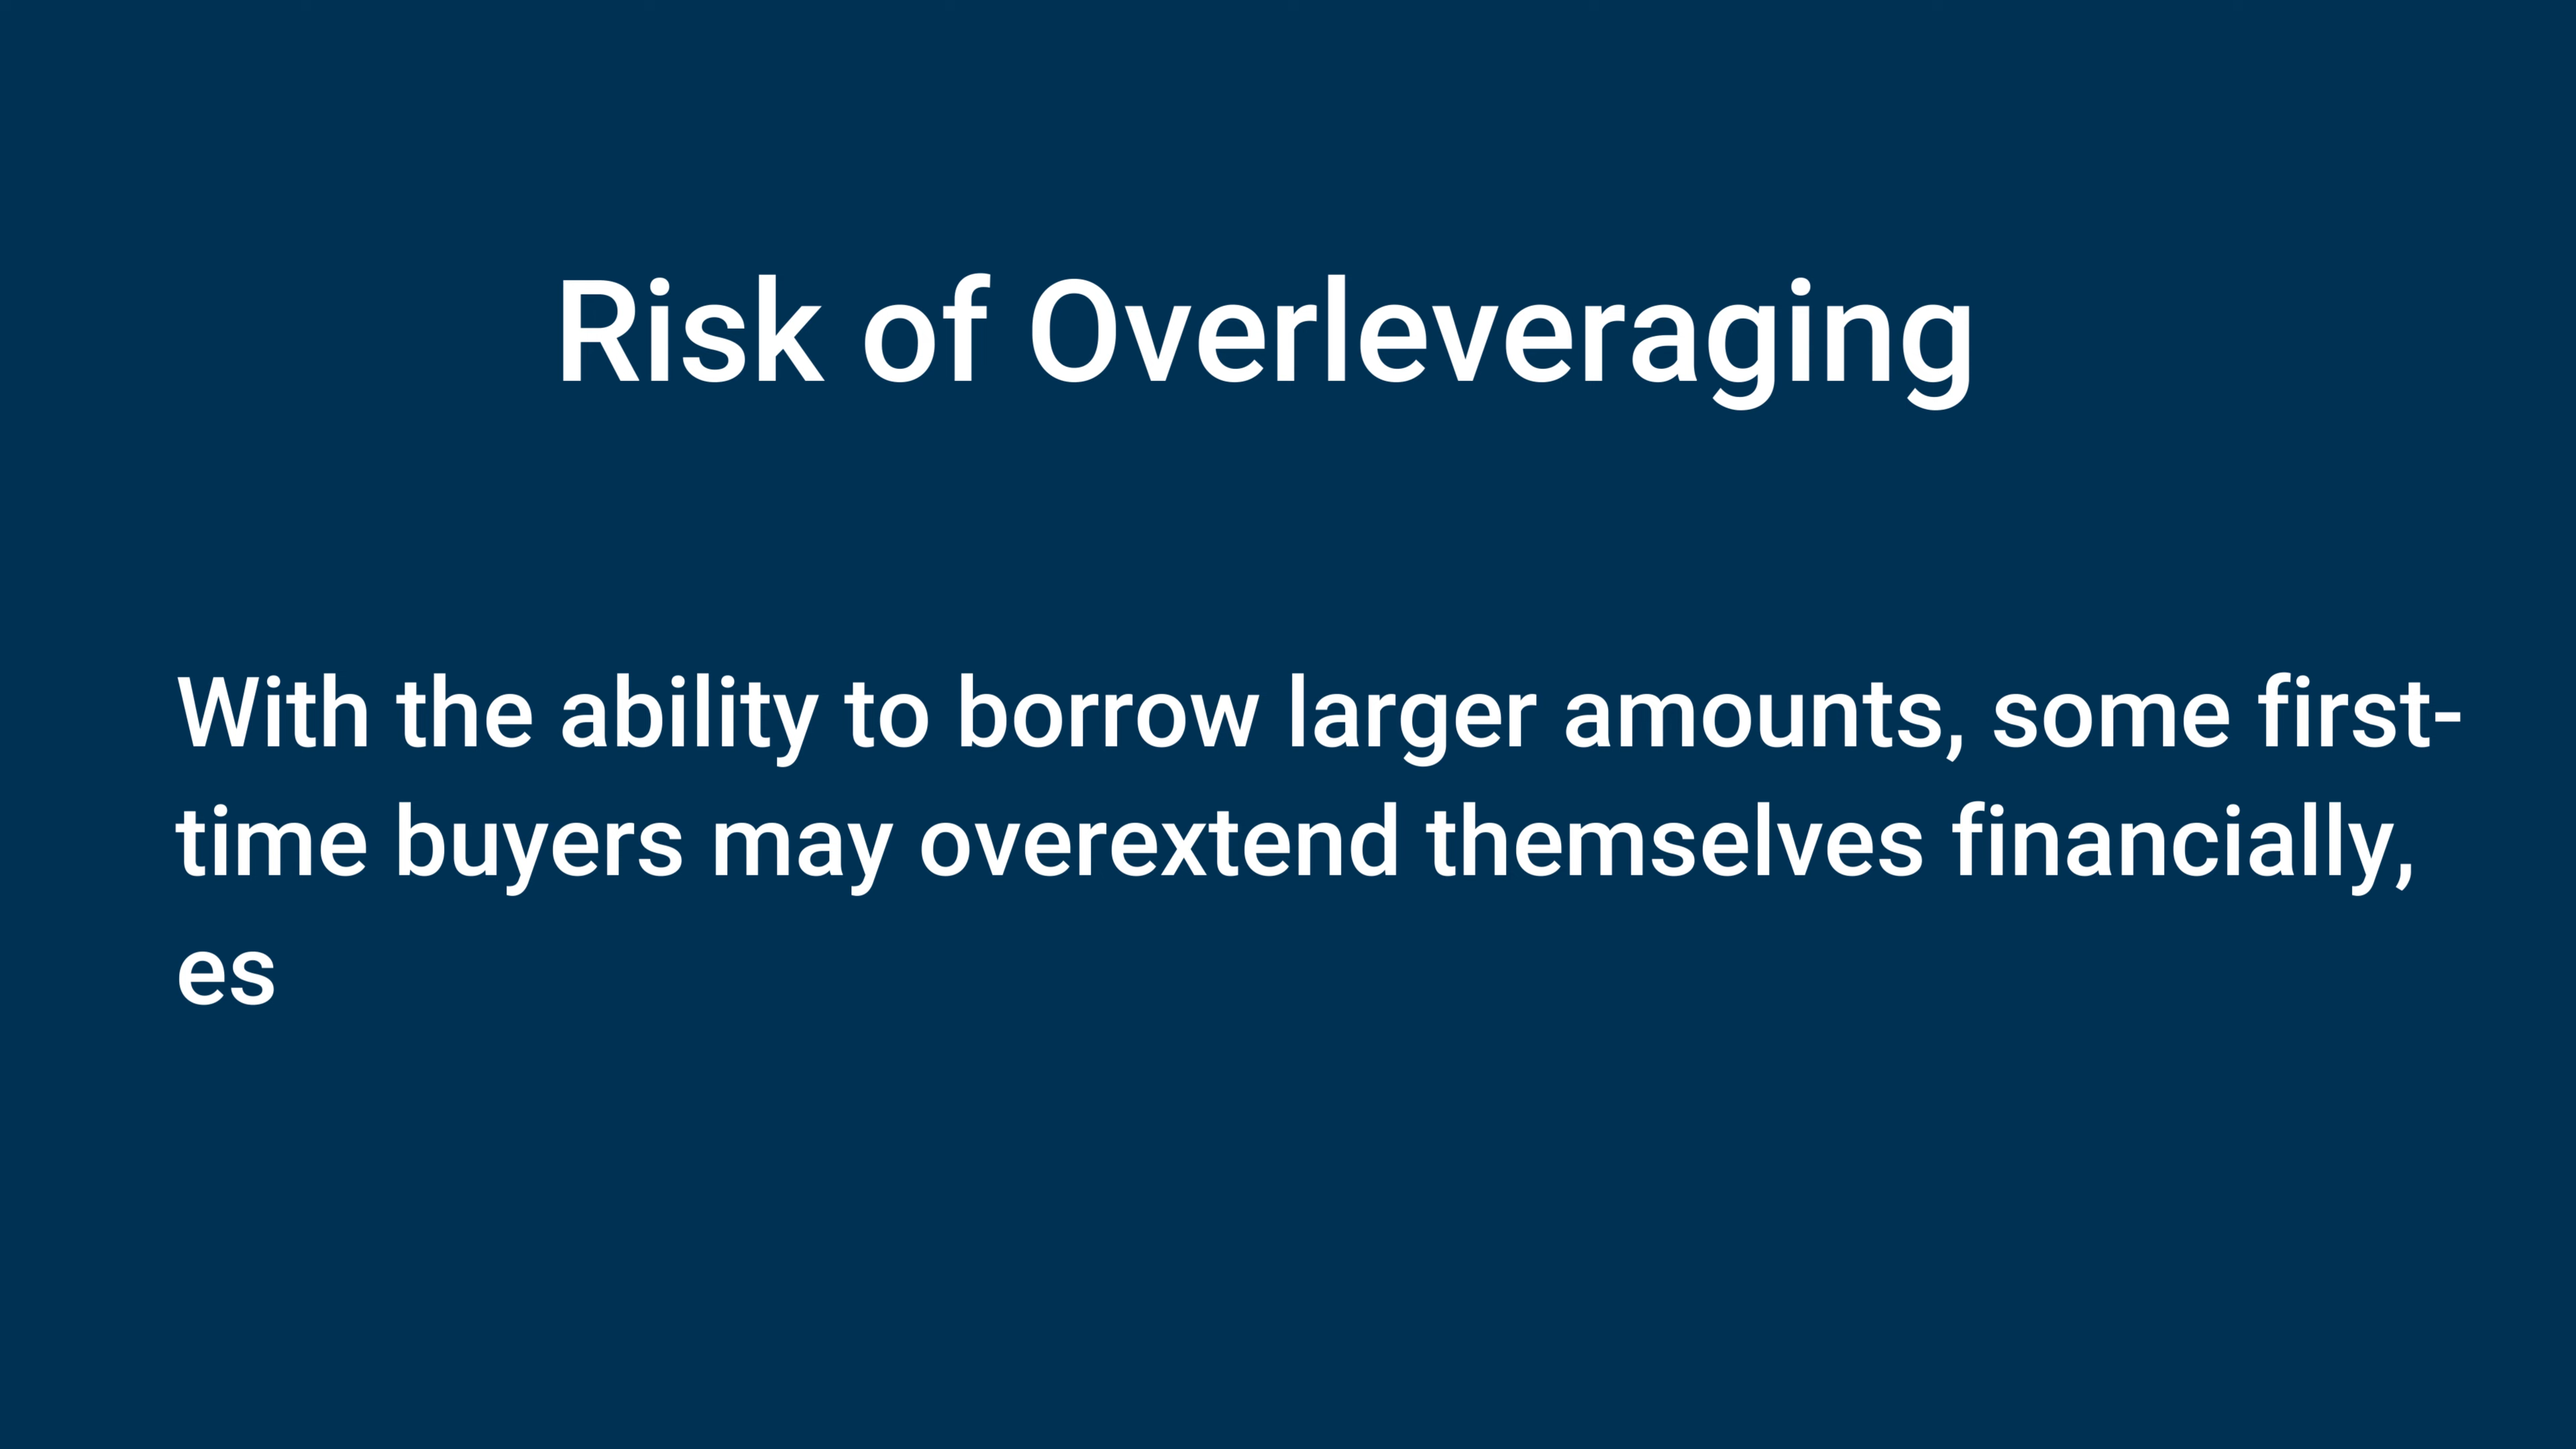 Risk of Overleveraging
With the ability to borrow larger amounts, some first-
time buyers may overextend themselves financially,
es